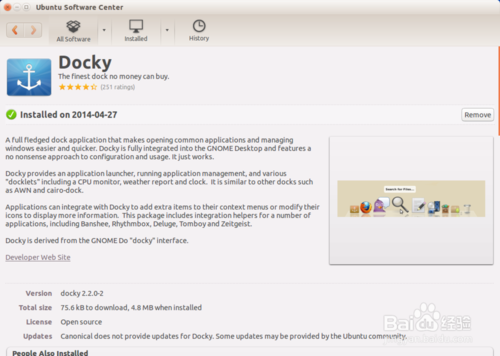 Ubuntu Software Center
All Software
Installed
History
Docky
The finest dock no money can buy.
(251 ratings)
Installed on 2014-04-27
Remove
A full fledged dock application that makes opening common applications and managing
windows easier and quicker. Docky is fully integrated into the GNOME Desktop and features a
no nonsense approach to configuration and usage. It just works.
Docky provides an application launcher, running application management, and various
"docklets" including a CPU monitor, weather report and clock. It is similar to other docks such
as AWN and cairo-dock.
Applications can integrate with Docky to add extra items to their context menus or modify their
icons to display more information. This package includes integration helpers for a number of
applications, including Banshee, Rhythmbox, Deluge, Tomboy and Zeitgeist.
Docky is derived from the GNOME Do "docky" interface.
Developer Web Site
Search for Files...
Version docky 2.2.0-2
Total size 75.6 kB to download, 4.8 MB when installed
License Open source
Updates Canonical does not provide updates for Docky. Some updates may be provided by the Ubuntu community.
People Also Installed
Baidu 经验